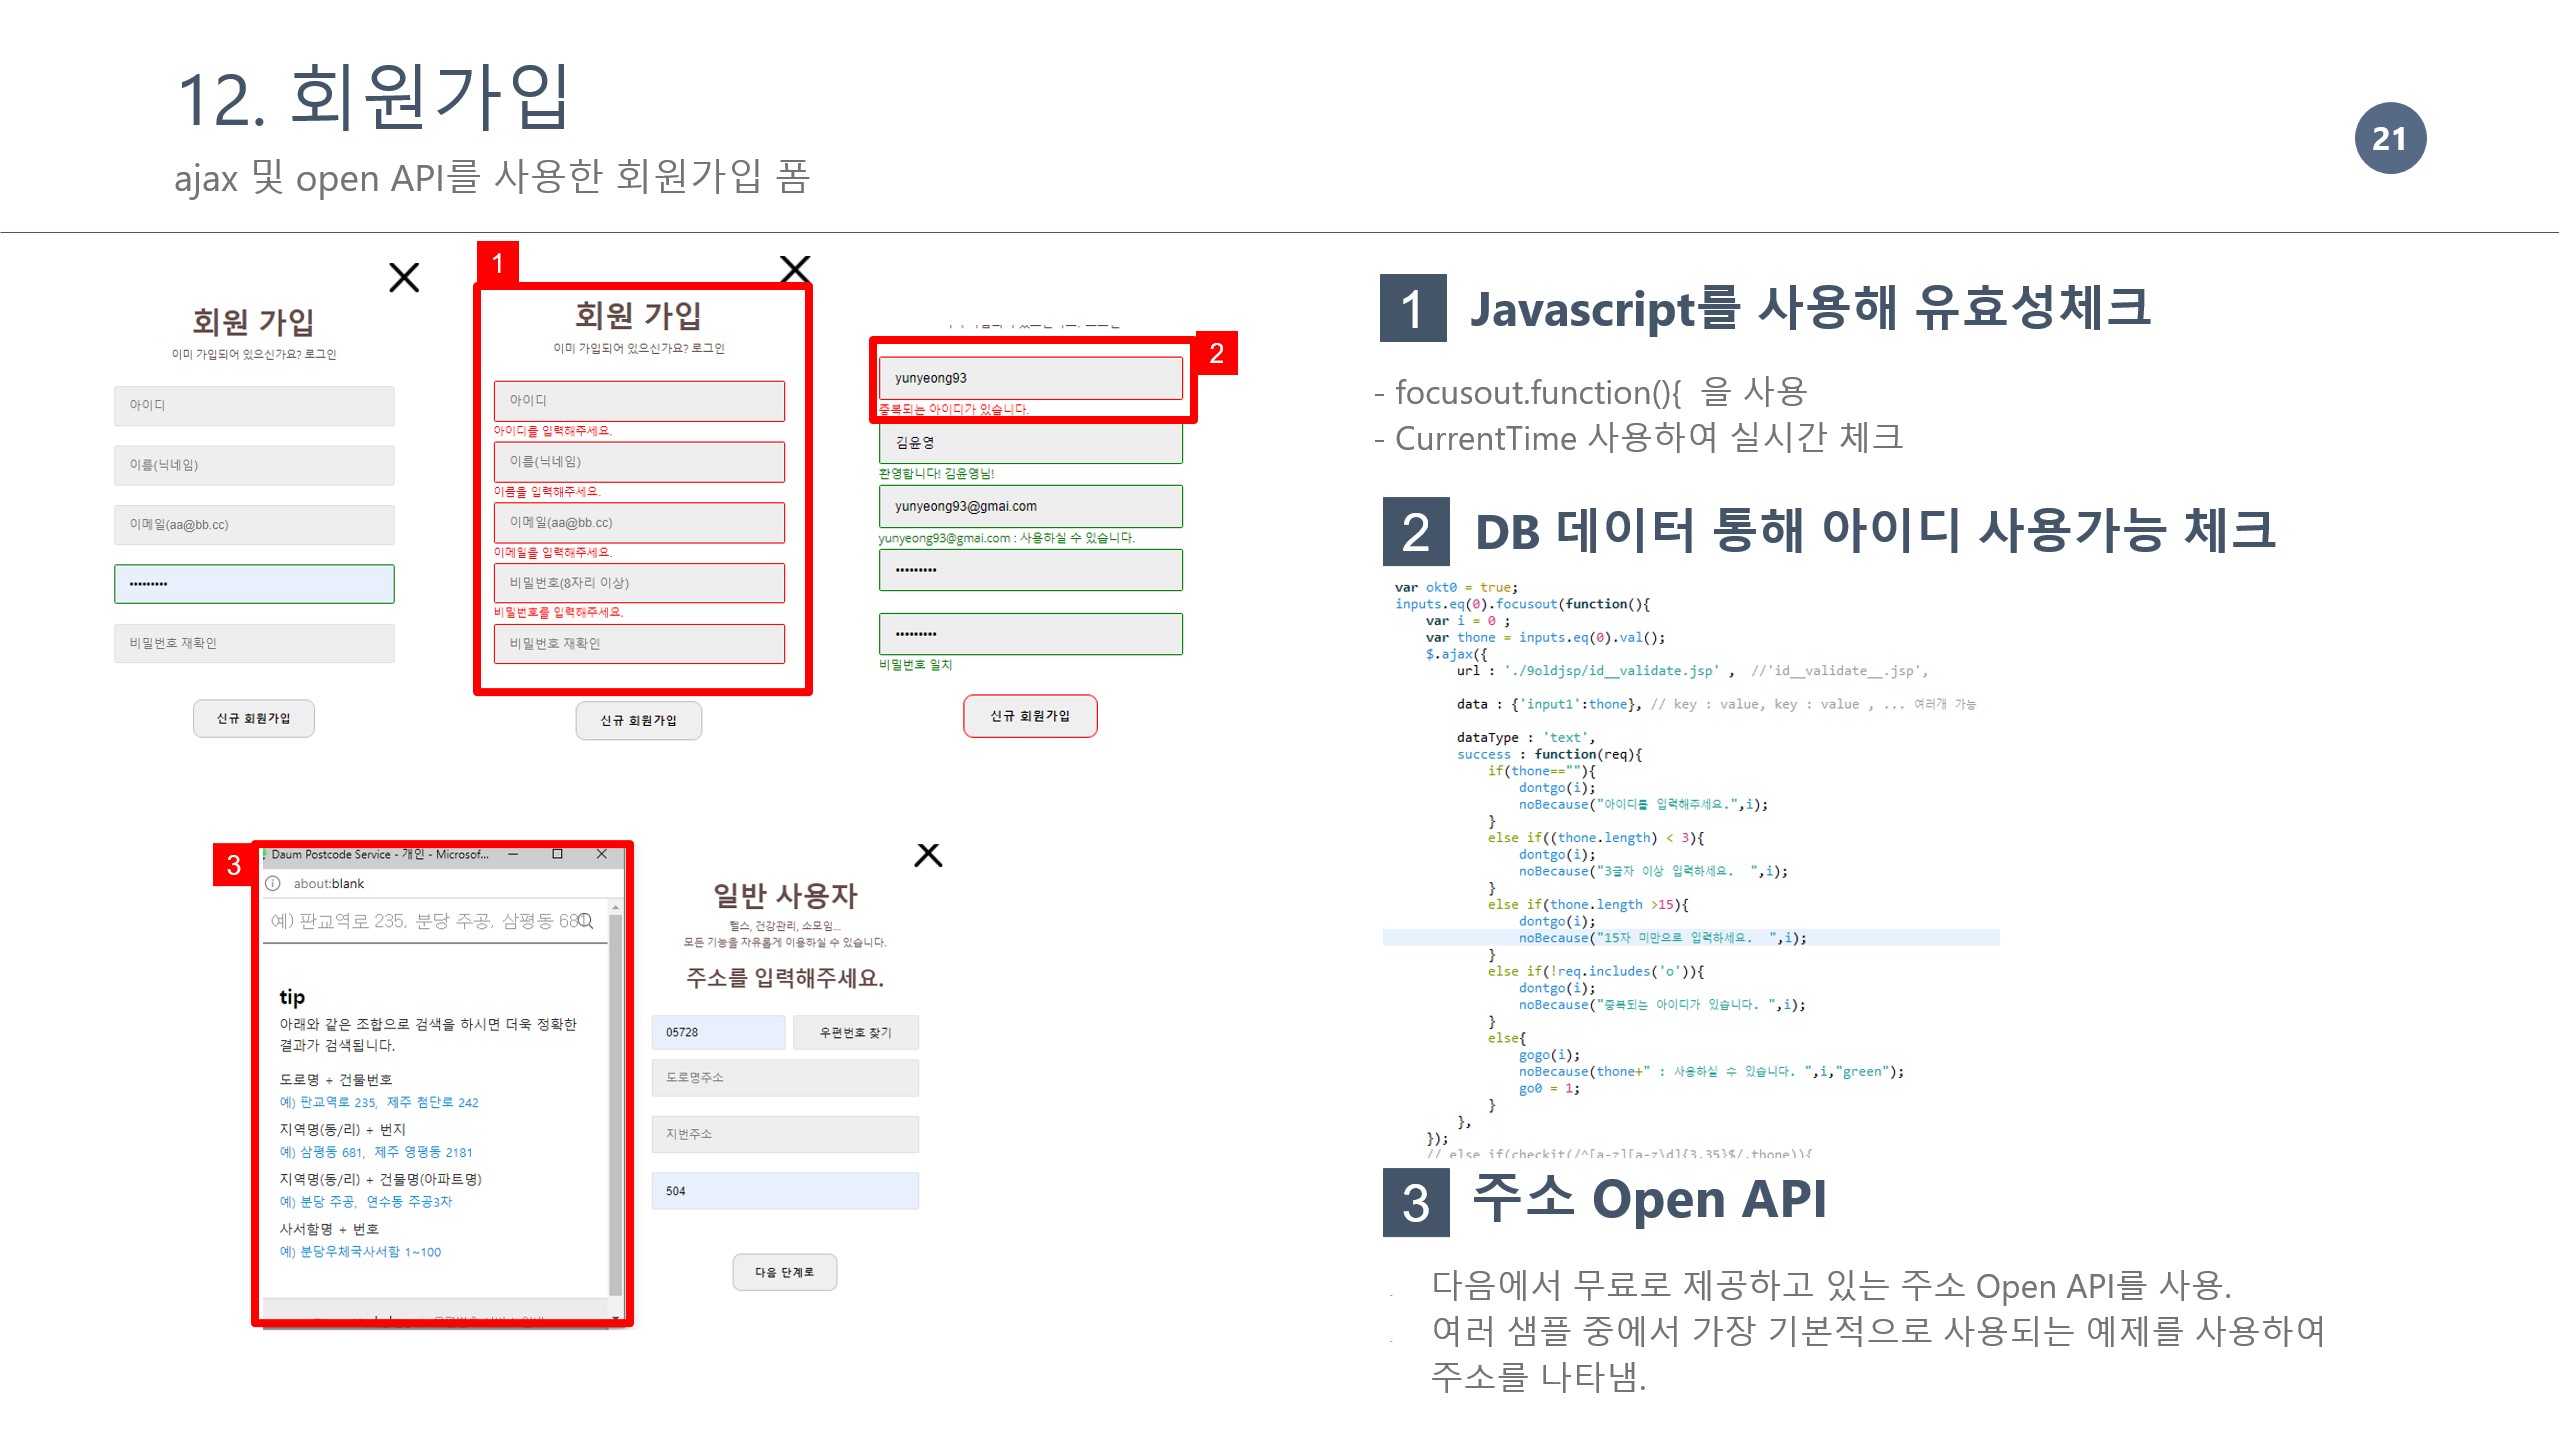 12. 회원가입
ajax 및 open API를 사용한 회원가입 폼
21
회원 가입
이미 가입되어 있으신가요? 로그인
아이디
이름(닉네임)
이메일(aa@bb.cc)
•••••••••
비밀번호 재확인
신규 회원가입
1
회원 가입
이미 가입되어 있으신가요? 로그인
아이디
아이디를 입력해주세요.
이름(닉네임)
이름을 입력해주세요.
이메일(aa@bb.cc)
이메일을 입력해주세요.
비밀번호(8자리 이상)
비밀번호를 입력해주세요.
비밀번호 재확인
신규 회원가입
2
yunyeong93
중복되는 아이디가 있습니다.
김윤영
환영합니다! 김윤영님!
yunyeong93@gmai.com
yunyeong93@gmai.com : 사용하실 수 있습니다.
•••••••••
•••••••••
비밀번호 일치
신규 회원가입
3
Daum Postcode Service - 개인 - Microsof...
about:blank
예) 판교역로 235, 분당 주공, 삼평동 681
tip
아래와 같은 조합으로 검색을 하시면 더욱 정확한
결과가 검색됩니다.
도로명 + 건물번호
예) 판교역로 235, 제주 첨단로 242
지역명(동/리) + 번지
예) 삼평동 681, 제주 영평동 2181
지역명(동/리) + 건물명(아파트명)
예) 분당 주공, 연수동 주공3차
사서함명 + 번호
예) 분당우체국사서함 1~100
일반 사용자
헬스, 건강관리, 소모임...
모든 기능을 자유롭게 이용하실 수 있습니다.
주소를 입력해주세요.
05728
우편번호 찾기
도로명주소
지번주소
504
다음 단계로
1 Javascript를 사용해 유효성체크
- focusout.function(){ 을 사용
- CurrentTime 사용하여 실시간 체크
2 DB 데이터 통해 아이디 사용가능 체크
var okt0 = true;
inputs.eq(0).focusout(function(){
var i = 0 ;
var thone = inputs.eq(0).val();
$.ajax({
url : './9oldjsp/id__validate.jsp' , //'id__validate__.jsp',
data : {'input1':thone}, // key : value, key : value , ... 여러개 가능
dataType : 'text',
success : function(req){
if(thone==""){
dontgo(i);
noBecause("아이디를 입력해주세요.",i);
}
else if((thone.length) < 3){
dontgo(i);
noBecause("3글자 이상 입력하세요. ",i);
}
else if(thone.length >15){
dontgo(i);
noBecause("15자 미만으로 입력하세요. ",i);
}
else if(!req.includes('o')){
dontgo(i);
noBecause("중복되는 아이디가 있습니다. ",i);
}
else{
gogo(i);
noBecause(thone+" : 사용하실 수 있습니다. ",i,"green");
go0 = 1;
}
},
});
// else if(checkit(/^[a-z][a-z\d]{3,35}$/,thone)){
3 주소 Open API
- 다음에서 무료로 제공하고 있는 주소 Open API를 사용.
- 여러 샘플 중에서 가장 기본적으로 사용되는 예제를 사용하여
주소를 나타냄.